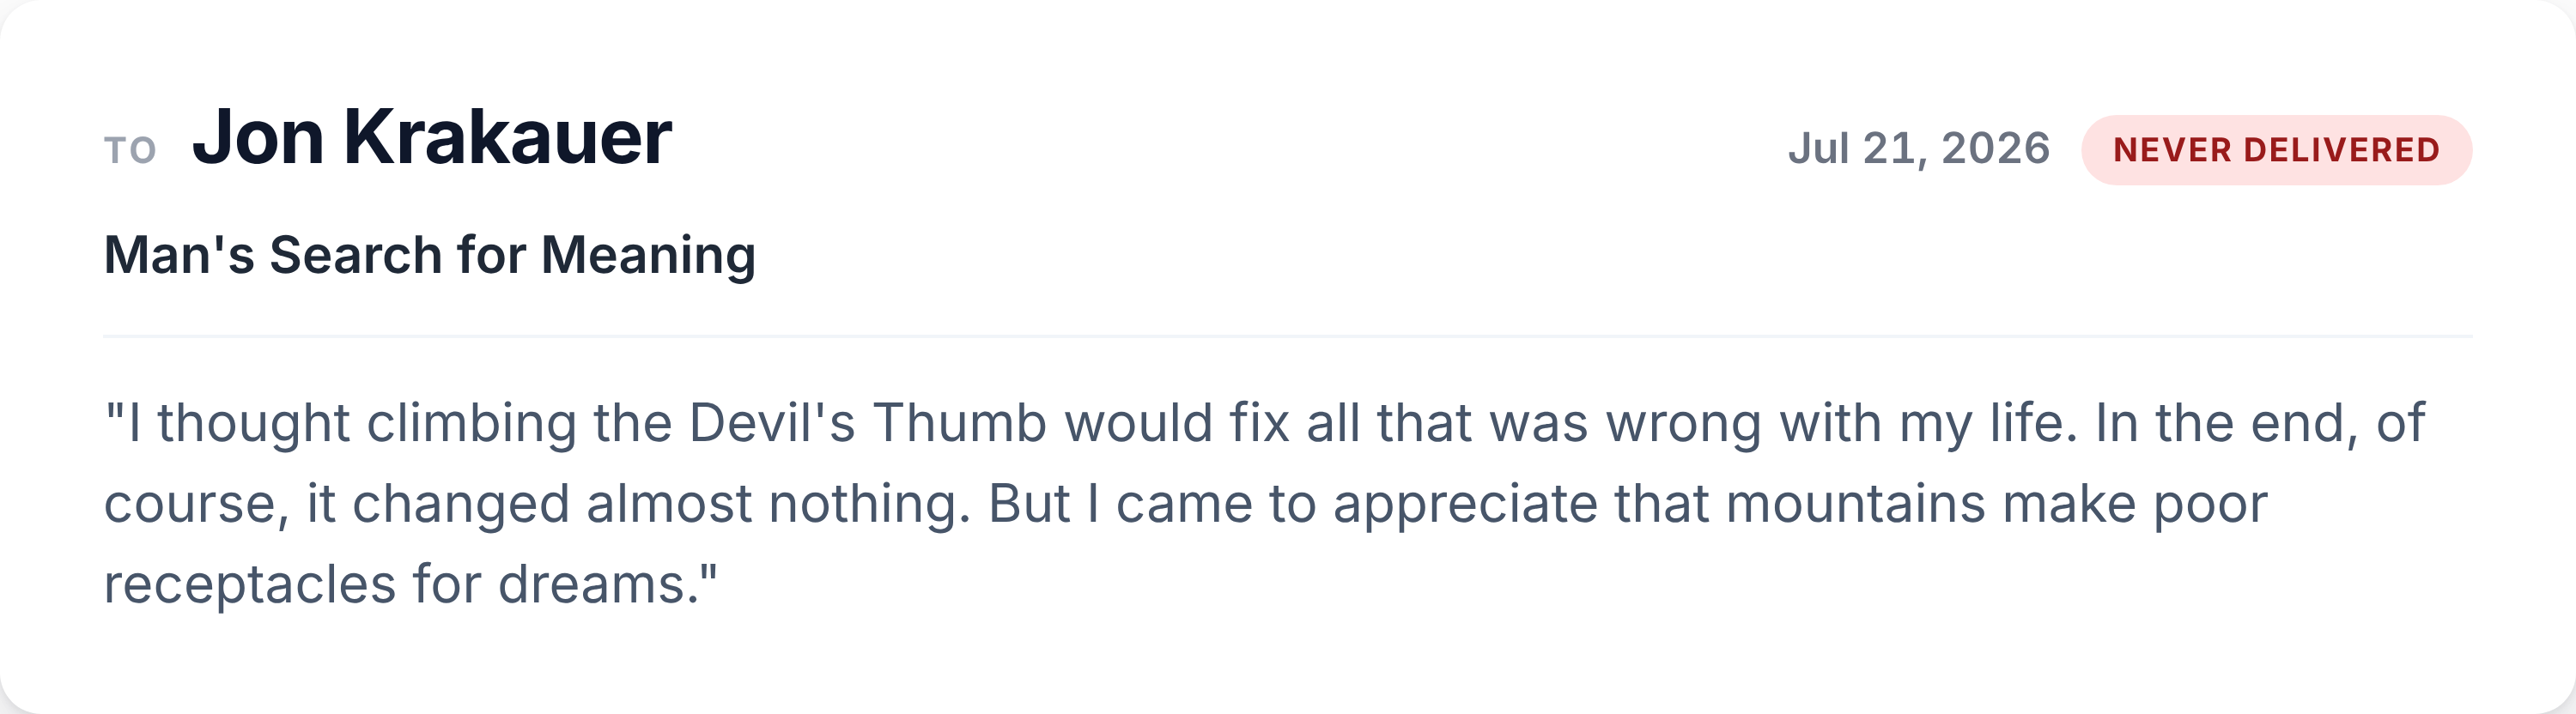 TO Jon Krakauer
Jul 21, 2026 NEVER DELIVERED
Man's Search for Meaning
"I thought climbing the Devil's Thumb would fix all that was wrong with my life. In the end, of
course, it changed almost nothing. But I came to appreciate that mountains make poor
receptacles for dreams."